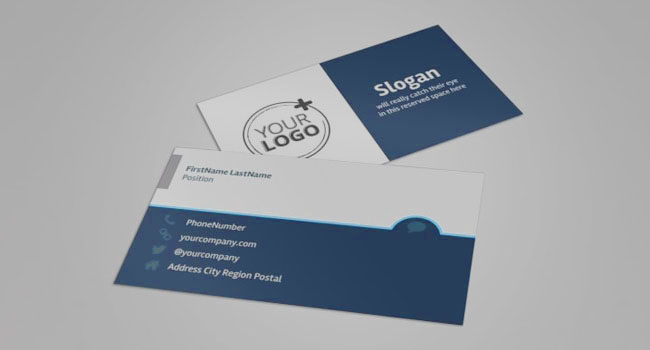 Slogan
will really catch their eye
in this reserved space here
YOUR
LOGO
FirstName LastName
Position
PhoneNumber
yourcompany.com
@yourcompany
Address City Region Postal